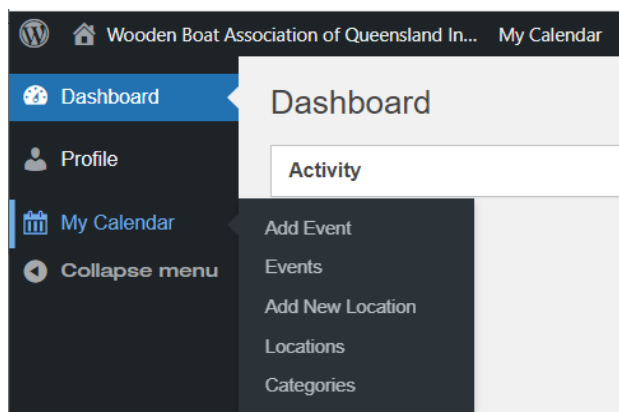 Wooden Boat Association of Queensland In... My Calendar
Dashboard
Dashboard
Profile
Activity
My Calendar
Add Event
Collapse menu
Events
Add New Location
Locations
Categories